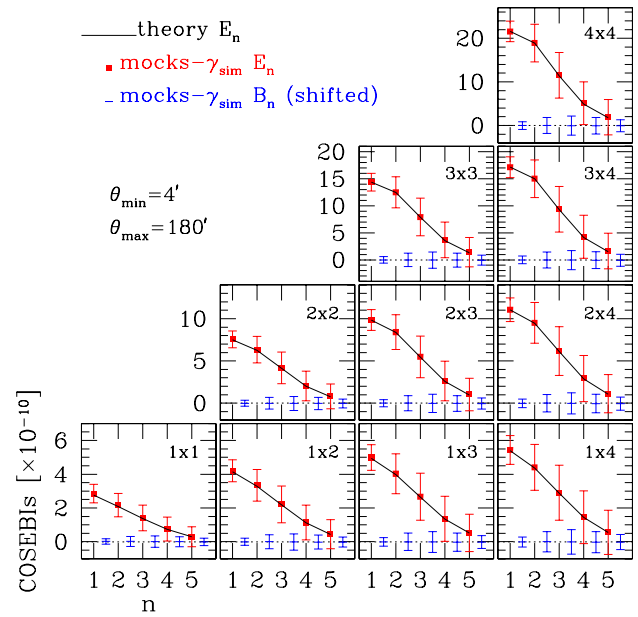 theory Eₙ
mocks−γ_sim Eₙ
mocks−γ_sim Bₙ (shifted)
θ_min=4′
θ_max=180′
4x4
20
10
0
3x3
3x4
20
15
10
5
0
2x2
2x3
2x4
10
5
0
1x1
1x2
1x3
1x4
6
4
2
0
1 2 3 4 5
1 2 3 4 5
1 2 3 4 5
1 2 3 4 5
n
COSEBIs [×10⁻¹⁰]